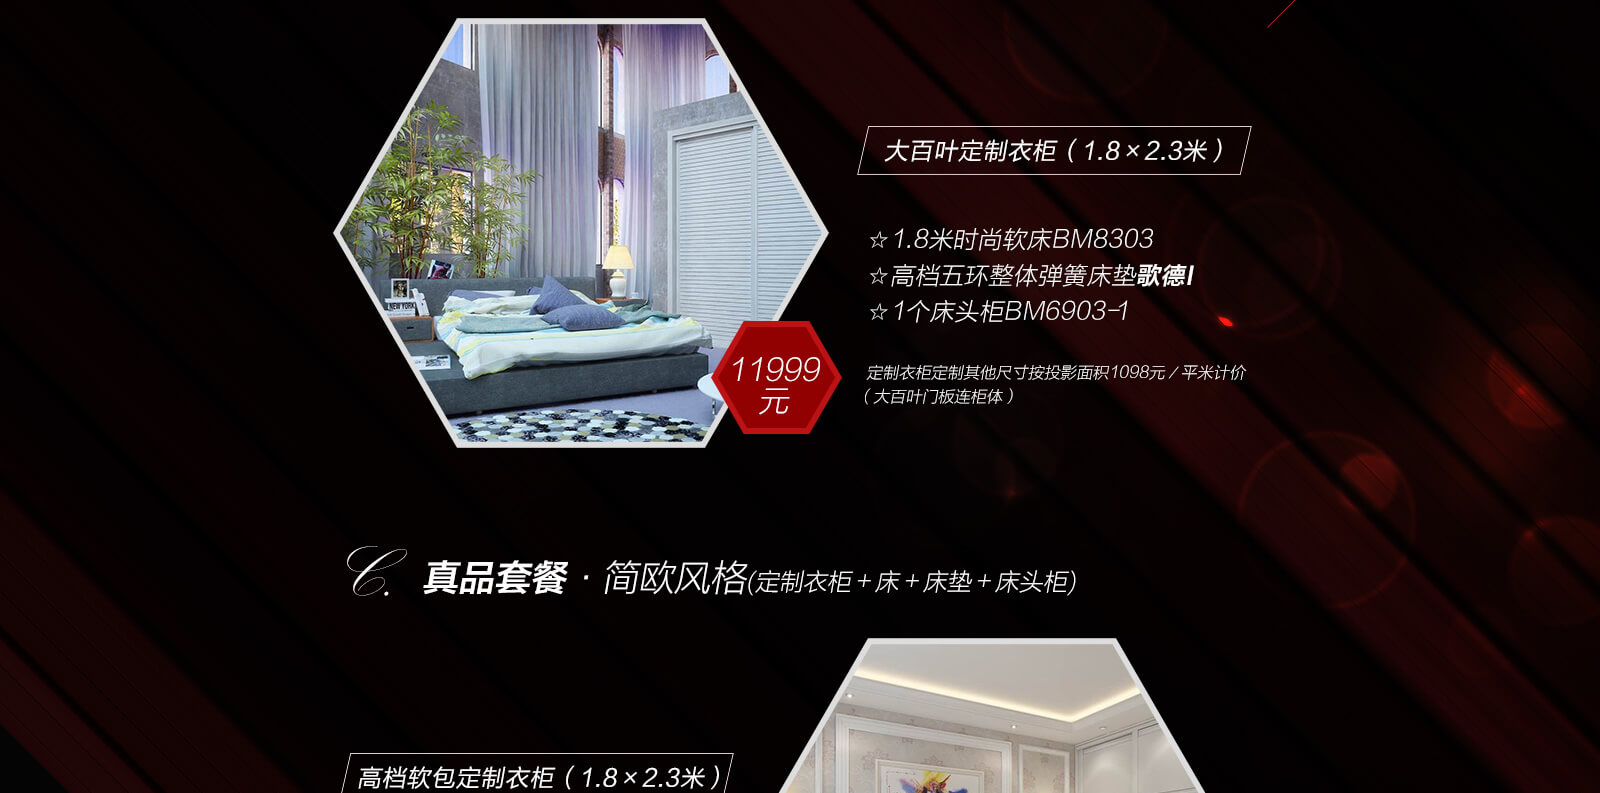 大百叶定制衣柜（1.8×2.3米）
☆1.8米时尚软床BM8303
☆高档五环整体弹簧床垫歌德I
☆1个床头柜BM6903-1
NEW YORK
11999
元
定制衣柜定制其他尺寸按投影面积1098元/平米计价
（大百叶门板连柜体）
C. 真品套餐·简欧风格(定制衣柜+床+床垫+床头柜)
高档软包定制衣柜（1.8×2.3米）